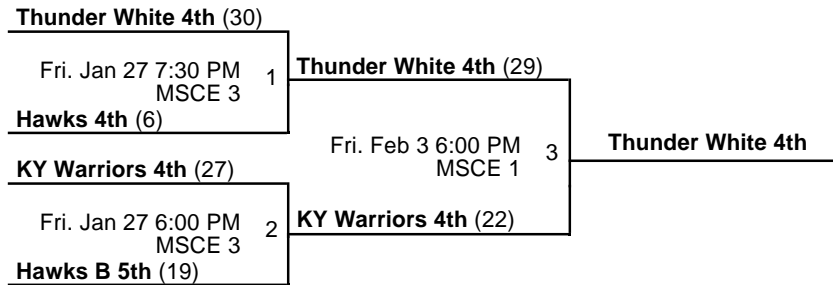 Thunder White 4th (30)
Fri. Jan 27 7:30 PM 1
MSCE 3
Hawks 4th (6)
Thunder White 4th (29)
Fri. Feb 3 6:00 PM 3
MSCE 1
Thunder White 4th
KY Warriors 4th (27)
Fri. Jan 27 6:00 PM 2
MSCE 3
Hawks B 5th (19)
KY Warriors 4th (22)